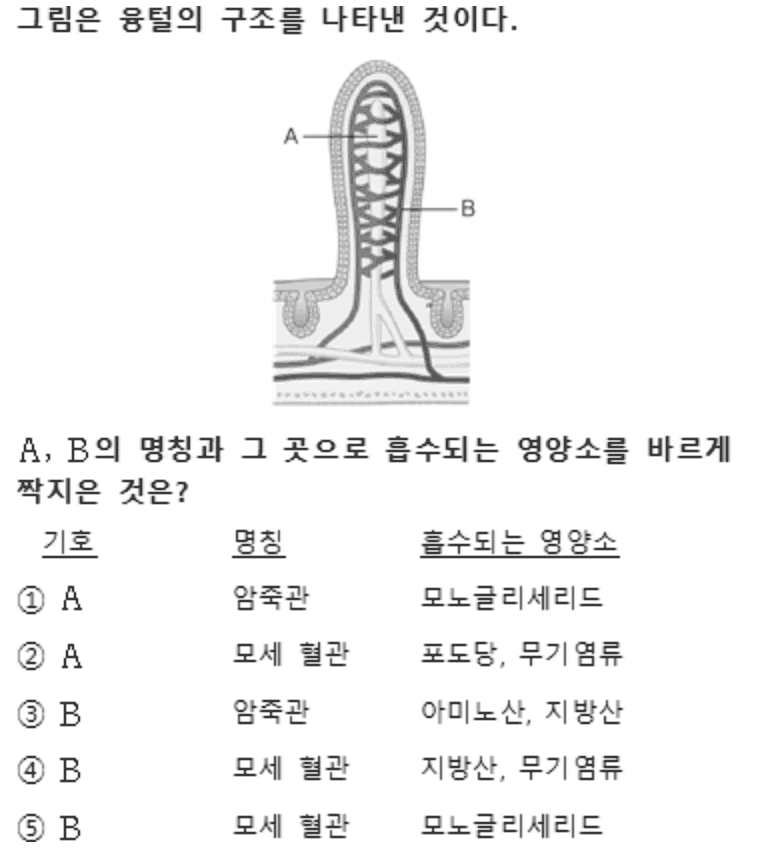 그림은 융털의 구조를 나타낸 것이다.
A
B
A, B의 명칭과 그 곳으로 흡수되는 영양소를 바르게
짝지은 것은?
기호 명칭 흡수되는 영양소
① A 암죽관 모노글리세리드
② A 모세 혈관 포도당, 무기염류
③ B 암죽관 아미노산, 지방산
④ B 모세 혈관 지방산, 무기염류
⑤ B 모세 혈관 모노글리세리드